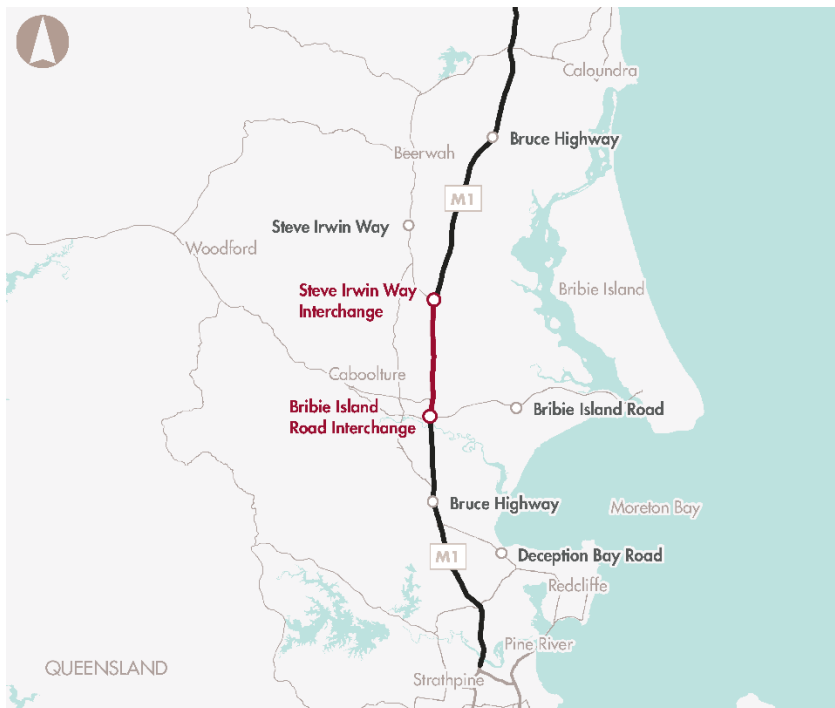 Caloundra
Bruce Highway
Beerwah
M1
Steve Irwin Way
Woodford
Steve Irwin Way
Interchange
Bribie Island
Caboolture
Bribie Island
Road Interchange
Bribie Island Road
Bruce Highway
Moreton Bay
M1
Deception Bay Road
Redcliffe
Pine River
QUEENSLAND
Strathpine